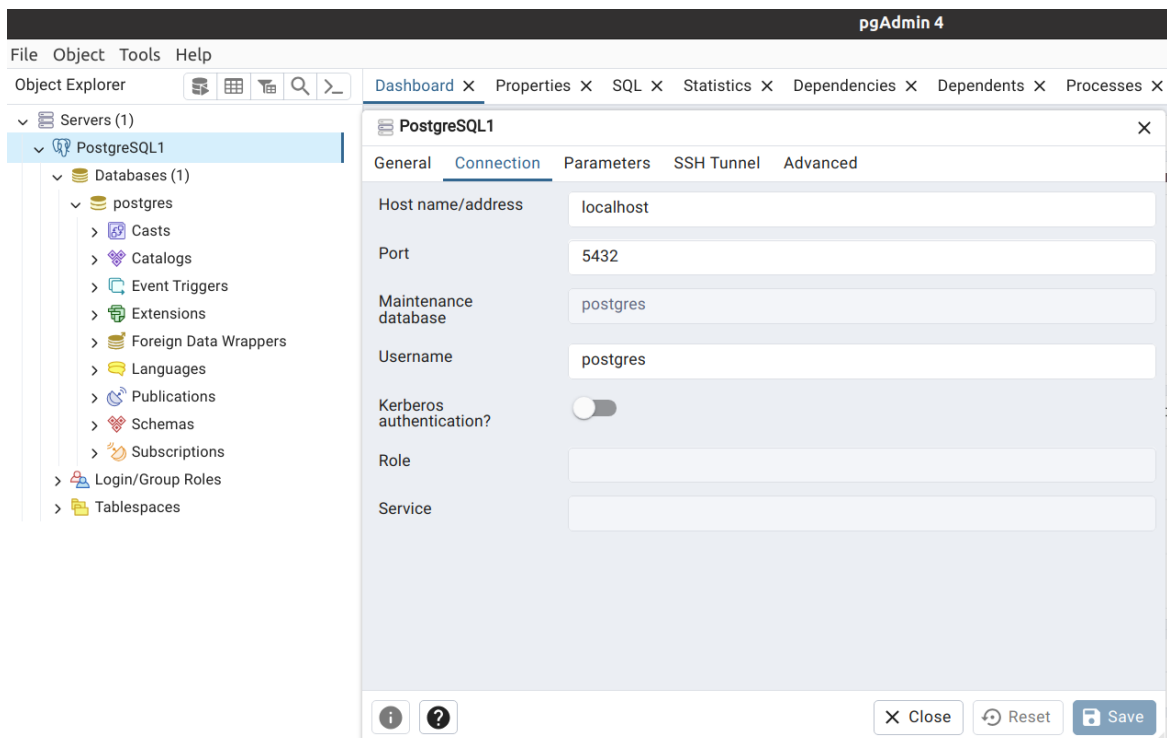 pgAdmin 4
File Object Tools Help
Object Explorer
Dashboard Properties SQL Statistics Dependencies Dependents Processes
Servers (1)
PostgreSQL1
Databases (1)
postgres
Casts
Catalogs
Event Triggers
Extensions
Foreign Data Wrappers
Languages
Publications
Schemas
Subscriptions
Login/Group Roles
Tablespaces
PostgreSQL1
General Connection Parameters SSH Tunnel Advanced
Host name/address localhost
Port 5432
Maintenance
database postgres
Username postgres
Kerberos
authentication?
Role
Service
Close Reset Save